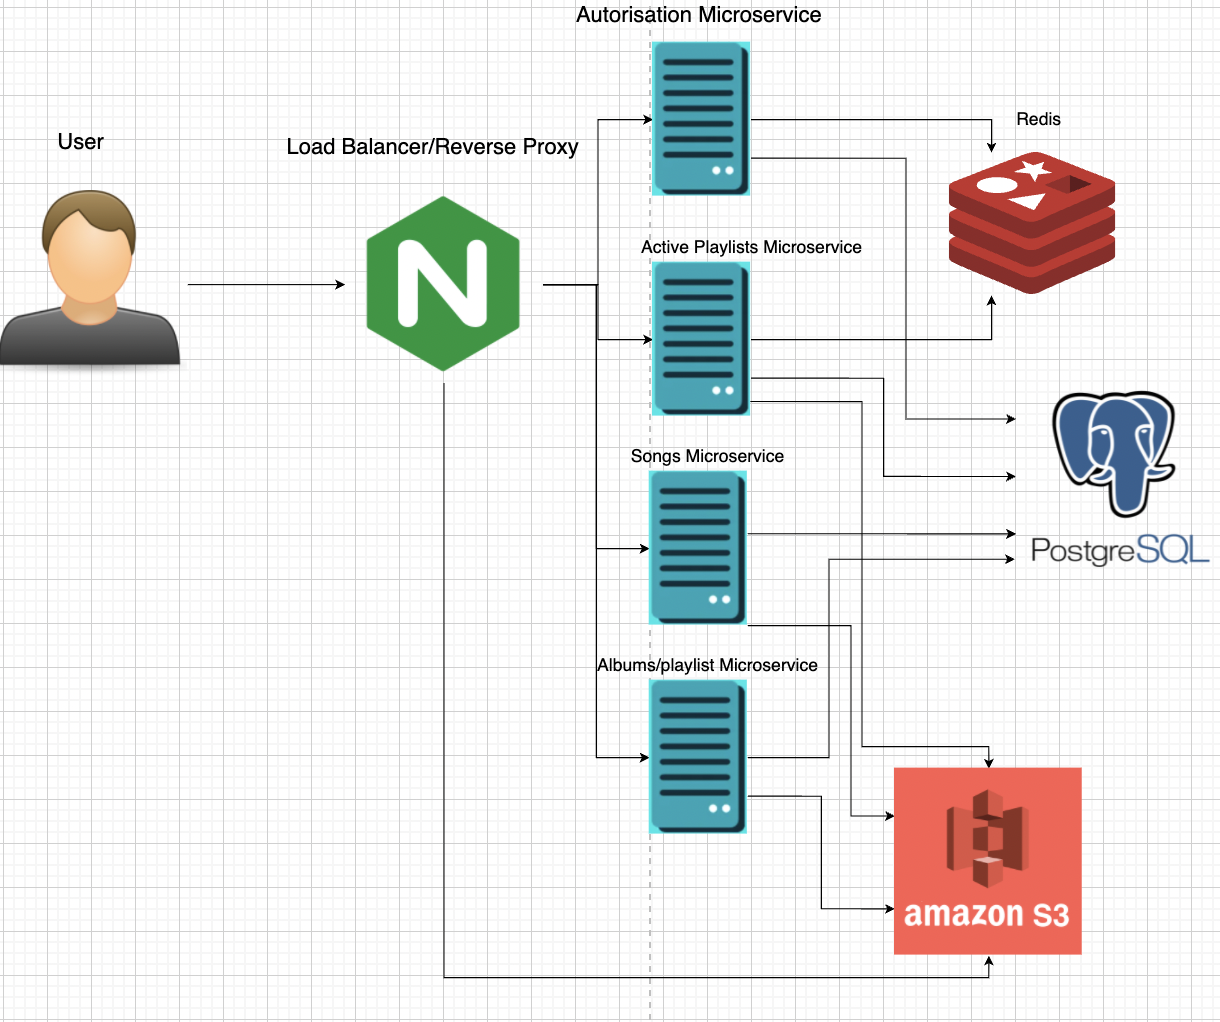 Autorisation Microservice
User
Load Balancer/Reverse Proxy
Redis
Active Playlists Microservice
Songs Microservice
PostgreSQL
Albums/playlist Microservice
amazon S3